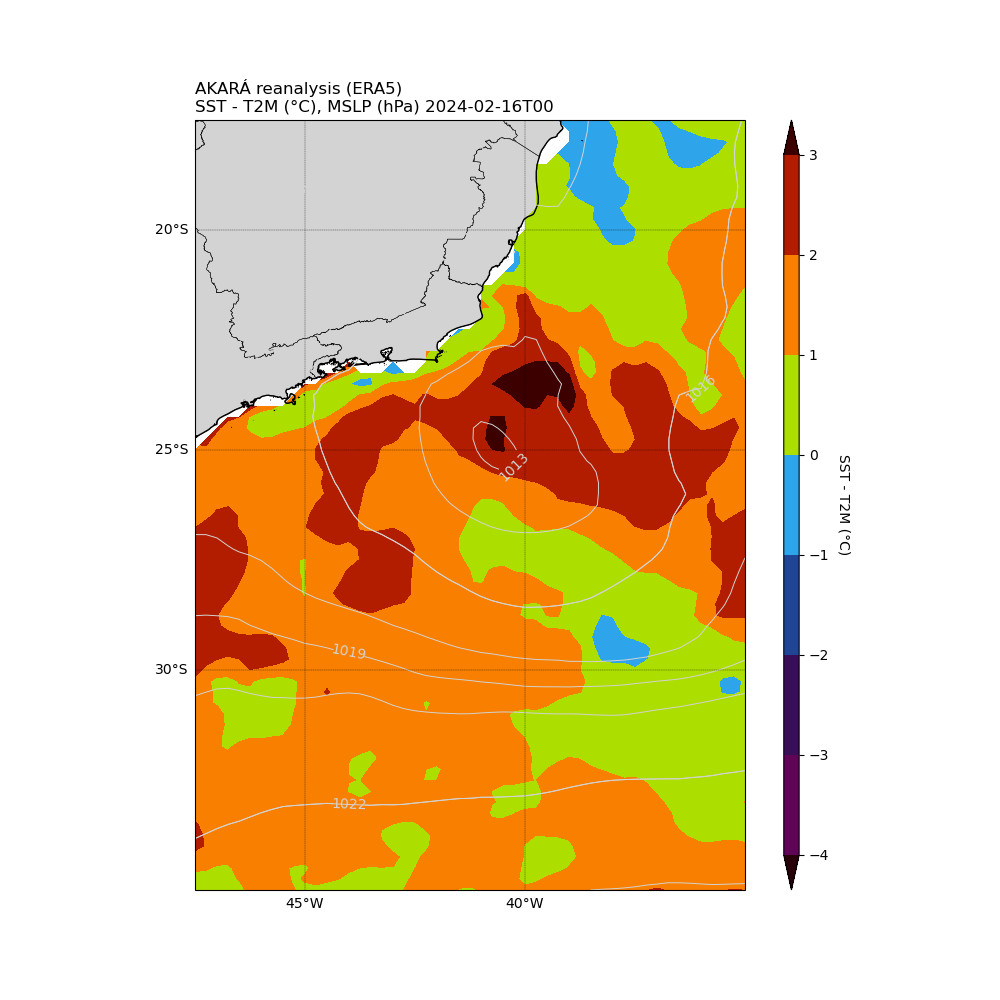 AKARÁ reanalysis (ERA5)
SST - T2M (°C), MSLP (hPa) 2024-02-16T00
20°S
25°S
30°S
45°W
40°W
1016
1013
1019
1022
3
2
1
0
−1
−2
−3
−4
SST - T2M (°C)